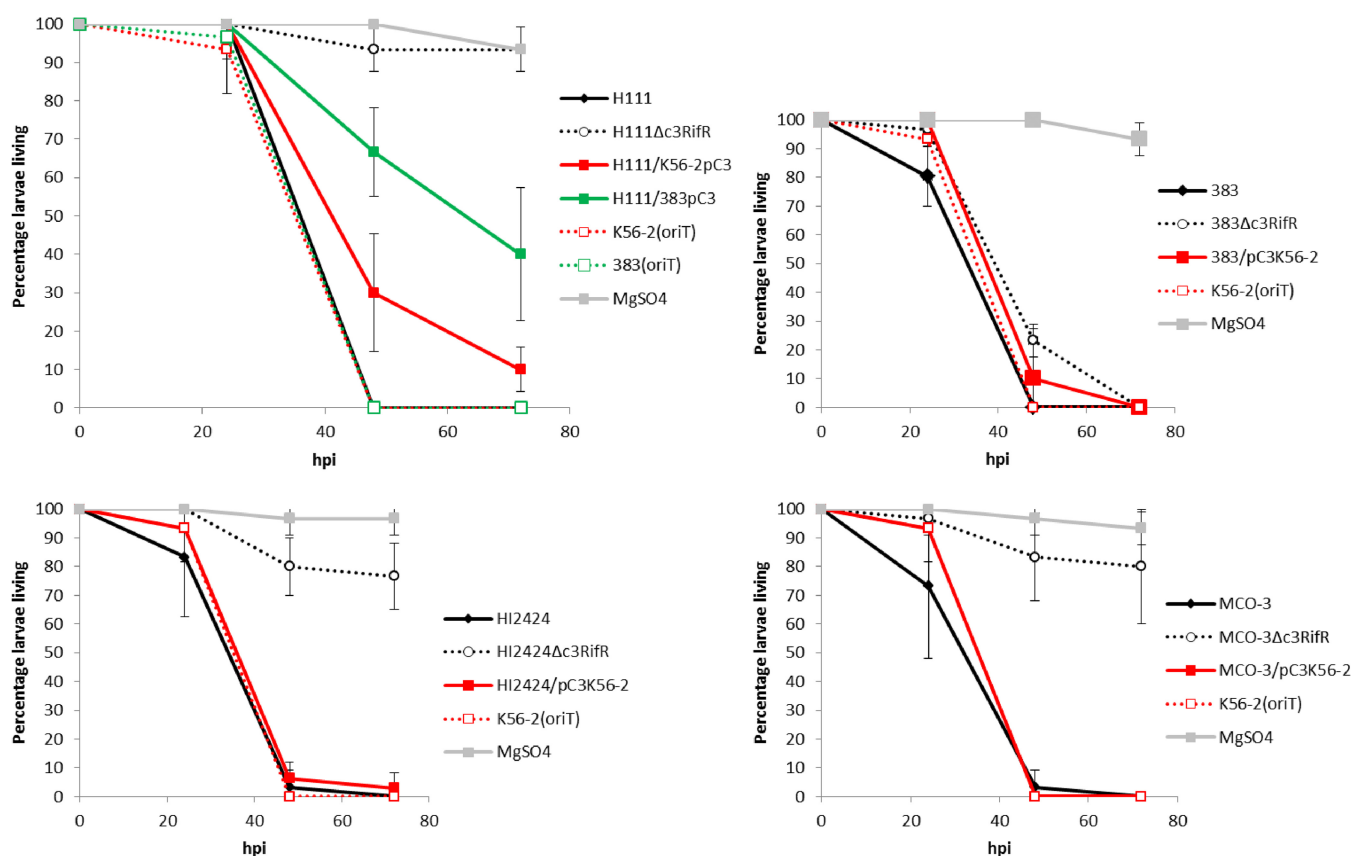 Percentage larvae living
100
90
80
70
60
50
40
30
20
10
0
0
20
40
60
80
hpi
H111
H111Δc3RifR
H111/K56-2pC3
H111/383pC3
K56-2(oriT)
383(oriT)
MgSO4
Percentage larvae living
100
90
80
70
60
50
40
30
20
10
0
0
20
40
60
80
hpi
383
383Δc3RifR
383/pC3K56-2
K56-2(oriT)
MgSO4
Percentage larvae living
100
90
80
70
60
50
40
30
20
10
0
0
20
40
60
80
hpi
HI2424
HI2424Δc3RifR
HI2424/pC3K56-2
K56-2(oriT)
MgSO4
Percentage larvae living
100
90
80
70
60
50
40
30
20
10
0
0
20
40
60
80
hpi
MCO-3
MCO-3Δc3RifR
MCO-3/pC3K56-2
K56-2(oriT)
MgSO4